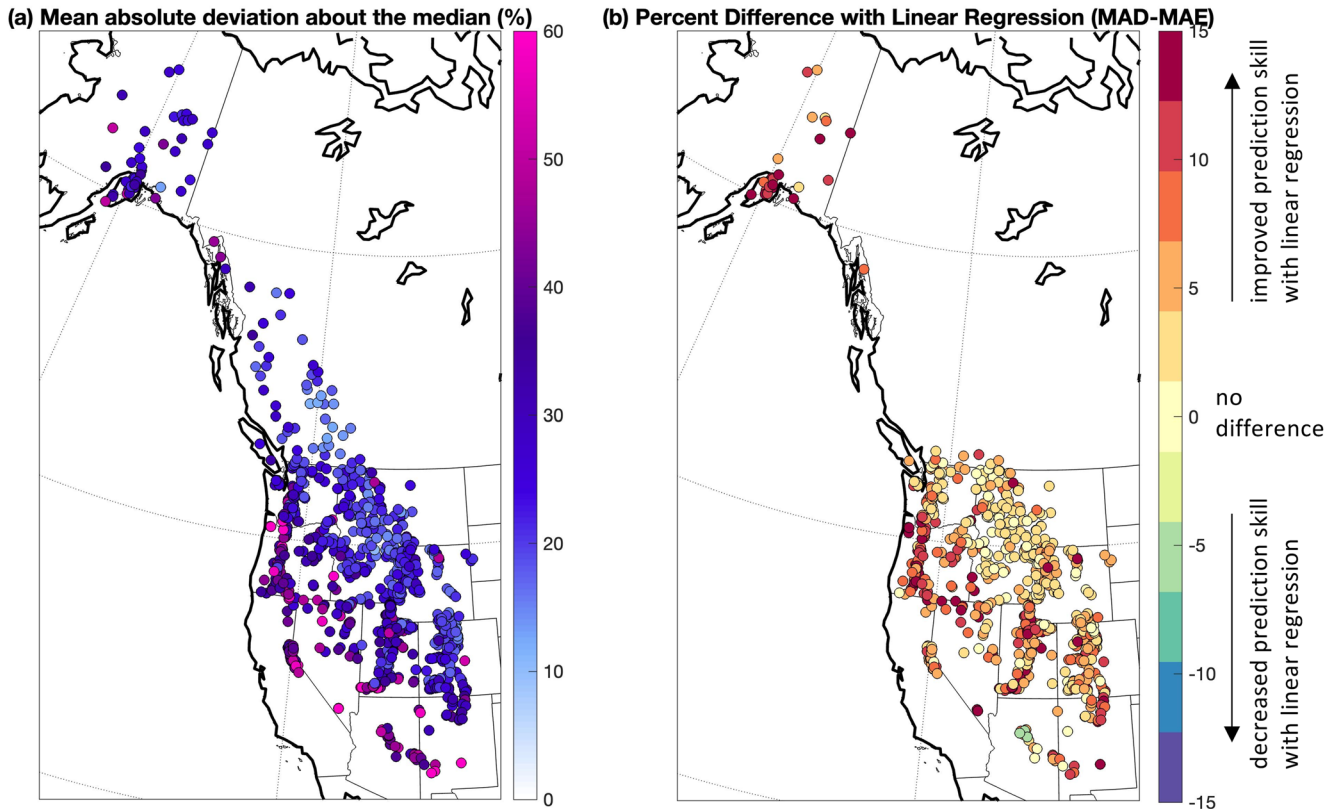 (a) Mean absolute deviation about the median (%)
60
50
40
30
20
10
0
(b) Percent Difference with Linear Regression (MAD-MAE)
15
10
5
0
-5
-10
-15
improved prediction skill
with linear regression
no
difference
decreased prediction skill
with linear regression